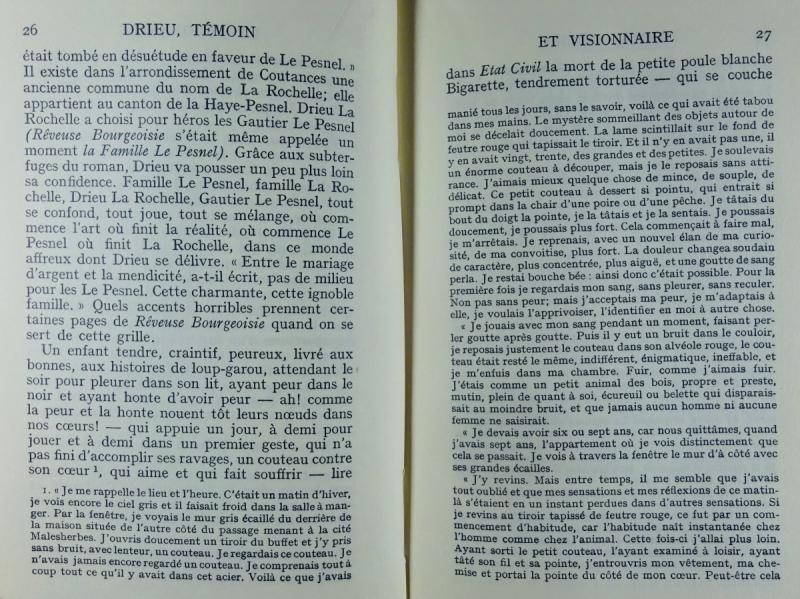 26
DRIEU, TÉMOIN
était tombé en désuétude en faveur de Le Pesnel. »
Il existe dans l'arrondissement de Coutances une
ancienne commune du nom de La Rochelle; elle
appartient au canton de la Haye-Pesnel. Drieu La
Rochelle a choisi pour héros les Gautier Le Pesnel
(Rêveuse Bourgeoisie s'était même appelée un
moment la Famille Le Pesnel). Grâce aux subter-
fuges du roman, Drieu va pousser un peu plus loin
sa confidence. Famille Le Pesnel, famille La Ro-
chelle, Drieu La Rochelle, Gautier Le Pesnel, tout
se confond, tout joue, tout se mélange, où com-
mence l'art où finit la réalité, où commence Le
Pesnel où finit La Rochelle, dans ce monde
affreux dont Drieu se délivre. « Entre le mariage
d'argent et la mendicité, a-t-il écrit, pas de milieu
pour les Le Pesnel. Cette charmante, cette ignoble
famille. » Quels accents horribles prennent cer-
taines pages de Rêveuse Bourgeoisie quand on se
sert de cette grille.
Un enfant tendre, craintif, peureux, livré aux
bonnes, aux histoires de loup-garou, attendant le
soir pour pleurer dans son lit, ayant peur dans le
noir et ayant honte d'avoir peur — ah! comme
la peur et la honte nouent tôt leurs nœuds dans
nos cœurs! — qui appuie un jour, à demi pour
jouer et à demi dans un premier geste, qui n'a
pas fini d'accomplir ses ravages, un couteau contre
son cœur ¹, qui aime et qui fait souffrir — lire
1. « Je me rappelle le lieu et l'heure. C'était un matin d'hiver,
je vois encore le ciel gris et il faisait froid dans la salle à man-
ger. Par la fenêtre, je voyais le mur gris écaillé du derrière de
la maison située de l'autre côté du passage menant à la cité
Malesherbes. J'ouvris doucement un tiroir du buffet et j'y pris
sans bruit, avec lenteur, un couteau. Je regardais ce couteau. Je
n'avais jamais encore regardé un couteau. Je comprenais tout à
coup tout ce qu'il y avait dans cet acier. Voilà ce que j'avais
ET VISIONNAIRE
27
dans Etat Civil la mort de la petite poule blanche
Bigarette, tendrement torturée — qui se couche
manié tous les jours, sans le savoir, voilà ce qui avait été tabou
dans mes mains. Le mystère sommeillant des objets autour de
moi se décelait doucement. La lame scintillait sur le fond de
feutre rouge qui tapissait le tiroir. Et il n'y en avait pas une, il
y en avait vingt, trente, des grandes et des petites. Je soulevais
un énorme couteau à découper, mais je le reposais sans atti-
rance. J'aimais mieux quelque chose de mince, de souple, de
délicat. Ce petit couteau à dessert si pointu, qui entrait si
prompt dans la chair d'une poire ou d'une pêche. Je tâtais du
bout du doigt la pointe, je la tâtais et je la sentais. Je poussais
doucement, je poussais plus fort. Cela commençait à faire mal,
je m'arrêtais. Je reprenais, avec un nouvel élan de ma curio-
sité, de ma convoitise, plus fort. La douleur changea soudain
de caractère, plus concentrée, plus aiguë, et une goutte de sang
perla. Je restai bouche bée : ainsi donc c'était possible. Pour la
première fois je regardais mon sang, sans pleurer, sans reculer.
Non pas sans peur; mais j'acceptais ma peur, je m'adaptais à
elle, je voulais l'apprivoiser, l'identifier en moi à autre chose.
« Je jouais avec mon sang pendant un moment, faisant per-
ler goutte après goutte. Puis il y eut un bruit dans le couloir,
je reposais justement le couteau dans son alvéole rouge, le cou-
teau était resté le même, indifférent, énigmatique, ineffable, et
je m'enfuis dans ma chambre. Fuir, comme j'aimais fuir.
J'étais comme un petit animal des bois, propre et preste,
mutin, plein de quant à soi, écureuil ou belette qui disparais-
sait au moindre bruit, et que jamais aucun homme ni aucune
femme ne saisirait.
« Je devais avoir six ou sept ans, car nous quittâmes, quand
j'avais sept ans, l'appartement où je vois distinctement que
cela se passait. Je vois à travers la fenêtre le mur d'à côté avec
ses grandes écailles.
« J'y revins. Mais entre temps, il me semble que j'avais
tout oublié et que mes sensations et mes réflexions de ce matin-
là s'étaient en un instant perdues dans d'autres sensations. Si
je revins au tiroir tapissé de feutre rouge, ce fut par un com-
mencement d'habitude, car l'habitude naît instantanée chez
l'homme comme chez l'animal. Cette fois-ci j'allai plus loin.
Ayant sorti le petit couteau, l'ayant examiné à loisir, ayant
tâté son fil et sa pointe, j'entrouvris mon vêtement, ma che-
mise et portai la pointe du côté de mon cœur. Peut-être cela